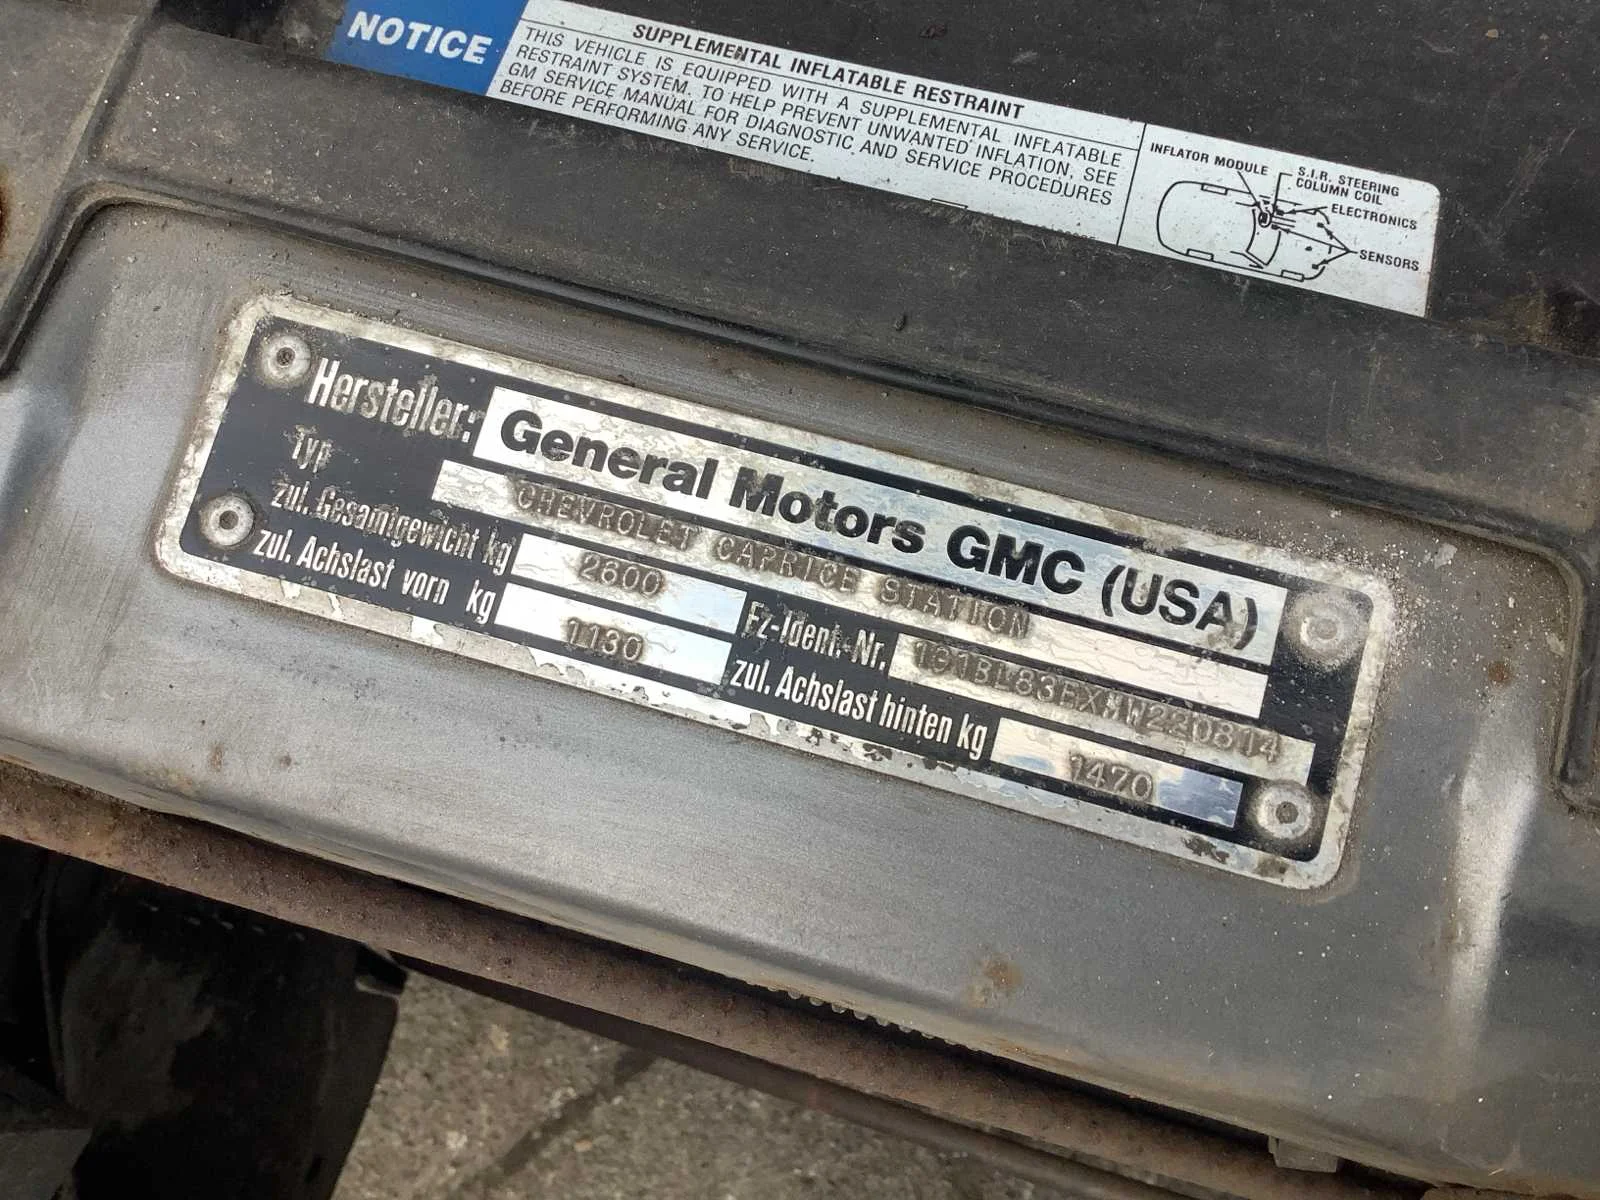 NOTICE
SUPPLEMENTAL INFLATABLE RESTRAINT
THIS VEHICLE IS EQUIPPED WITH A SUPPLEMENTAL INFLATABLE
RESTRAINT SYSTEM. TO HELP PREVENT UNWANTED INFLATION, SEE
GM SERVICE MANUAL FOR DIAGNOSTIC AND SERVICE PROCEDURES
BEFORE PERFORMING ANY SERVICE.
INFLATOR MODULE
S.I.R. STEERING
COLUMN COIL
ELECTRONICS
SENSORS
Hersteller: General Motors GMC (USA)
Typ CHEVROLET CAPRICE STATION
zul. Gesamtgewicht kg 2600 Fz-Ident.-Nr. 1G1BL83EXMW220814
zul. Achslast vorn kg 1130 zul. Achslast hinten kg 1470